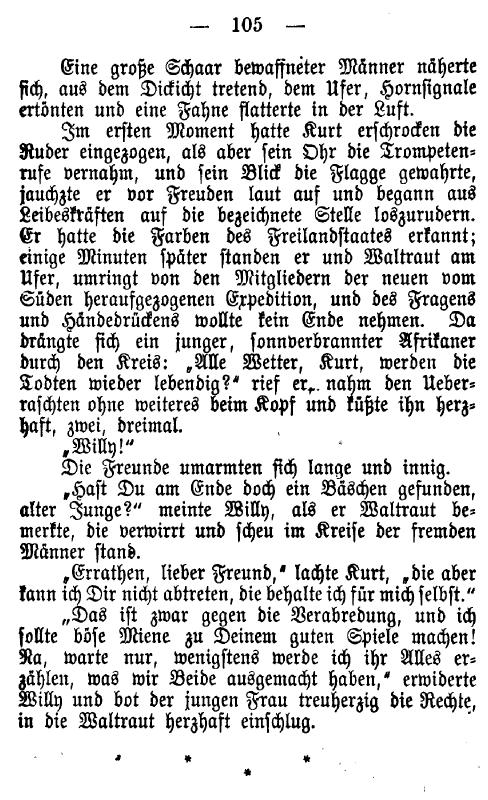 — 105 —
Eine große Schaar bewaffneter Männer näherte
sich, aus dem Dickicht tretend, dem Ufer, Hornsignale
ertönten und eine Fahne flatterte in der Luft.
Im ersten Moment hatte Kurt erschrocken die
Ruder eingezogen, als aber sein Ohr die Trompeten-
rufe vernahm, und sein Blick die Flagge gewahrte,
jauchzte er vor Freuden laut auf und begann aus
Leibeskräften auf die bezeichnete Stelle loszurudern.
Er hatte die Farben des Freilandstaates erkannt;
einige Minuten später standen er und Waltraut am
Ufer, umringt von den Mitgliedern der neuen vom
Süden heraufgezogenen Expedition, und des Fragens
und Händedrückens wollte kein Ende nehmen. Da
drängte sich ein junger, sonnverbrannter Afrikaner
durch den Kreis: „Alle Wetter, Kurt, werden die
Todten wieder lebendig?“ rief er, nahm den Ueber-
raschten ohne weiteres beim Kopf und küßte ihn herz-
haft, zwei, dreimal.
„Willy!“
Die Freunde umarmten sich lange und innig.
„Hast Du am Ende doch ein Bäschen gefunden,
alter Junge?“ meinte Willy, als er Waltraut be-
merkte, die verwirrt und scheu im Kreise der fremden
Männer stand.
„Errathen, lieber Freund,“ lachte Kurt, „die aber
kann ich Dir nicht abtreten, die behalte ich für mich selbst.“
„Das ist zwar gegen die Verabredung, und ich
sollte böse Miene zu Deinem guten Spiele machen!
Na, warte nur, wenigstens werde ich ihr Alles er-
zählen, was wir Beide ausgemacht haben,“ erwiderte
Willy und bot der jungen Frau treuherzig die Rechte,
in die Waltraut herzhaft einschlug.
* * *
*